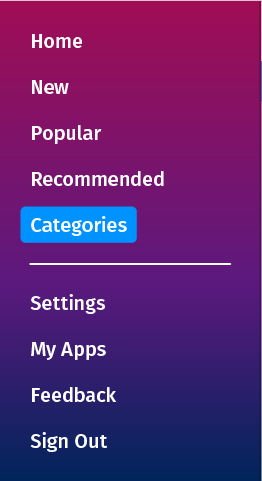 Home
New
Popular
Recommended
Categories
Settings
My Apps
Feedback
Sign Out